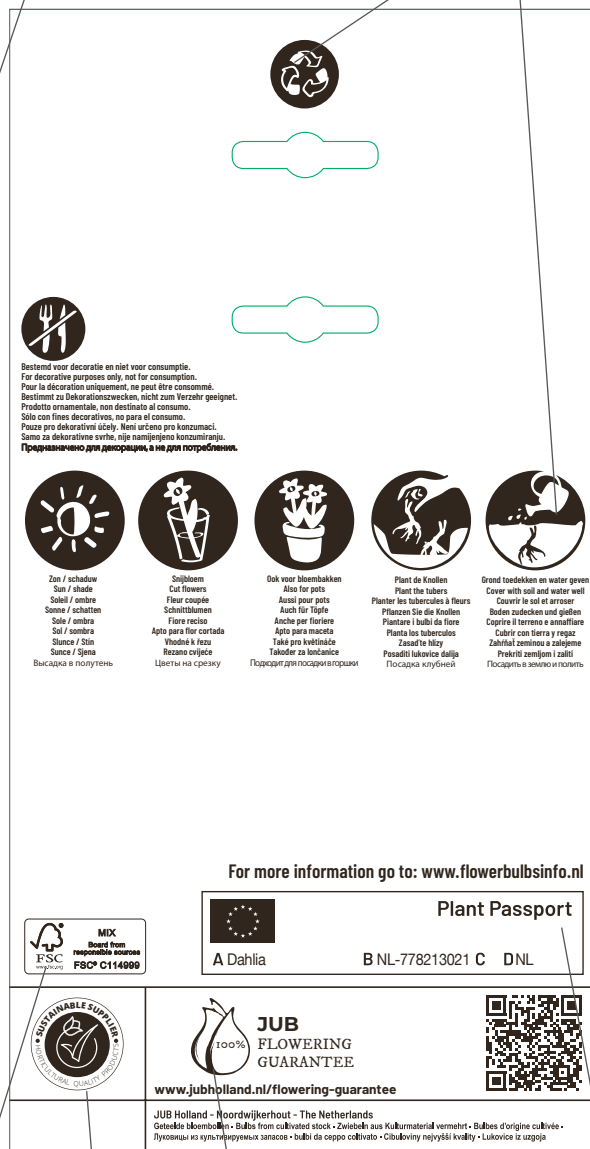 Bestemd voor decoratie en niet voor consumptie.
For decorative purposes only, not for consumption.
Pour la décoration uniquement, ne peut être consommé.
Bestimmt zu Dekorationszwecken, nicht zum Verzehr geeignet.
Prodotto ornamentale, non destinato al consumo.
Sólo con fines decorativos, no para el consumo.
Pouze pro dekorativní účely. Není určeno pro konzumaci.
Samo za dekorativne svrhe, nije namijenjeno konzumiranju.
Предназначено для декорации, а не для потребления.
Zon / schaduw
Sun / shade
Soleil / ombre
Sonne / schatten
Sole / ombra
Sol / sombra
Slunce / Stín
Sunce / Sjena
Высадка в полутень
Snijbloem
Cut flowers
Fleur coupée
Schnittblumen
Fiore reciso
Apto para flor cortada
Vhodné k řezu
Rezano cvijeće
Цветы на срезку
Ook voor bloembakken
Also for pots
Aussi pour pots
Auch für Töpfe
Anche per fioriere
Apto para maceta
Také pro květináče
Također za lončanice
Подходит для посадки в горшки
Plant de Knollen
Plant the tubers
Planter les tubercules à fleurs
Pflanzen Sie die Knollen
Piantare i bulbi da fiore
Planta los tuberculos
Zasaďte hlízy
Posaditi lukovice dalija
Посадка клубней
Grond toedekken en water geven
Cover with soil and water well
Couvrir le sol et arroser
Boden zudecken und gießen
Coprire il terreno e annaffiare
Cubrir con tierra y regaz
Zahrňať zeminou a zalejeme
Prekriti zemljom i zaliti
Посадить в землю и полить
For more information go to: www.flowerbulbsinfo.nl
FSC
www.fsc.org
MIX
Board from
responsible sources
FSC® C114999
Plant Passport
A Dahlia B NL-778213021 C D NL
SUSTAINABLE SUPPLIER
HORTICULTURAL QUALITY PRODUCTS
100%
JUB
FLOWERING
GUARANTEE
www.jubholland.nl/flowering-guarantee
JUB Holland - Noordwijkerhout - The Netherlands
Geteelde bloembollen • Bulbs from cultivated stock • Zwiebeln aus Kulturmaterial vermehrt • Bulbes d'origine cultivée •
Луковицы из культивируемых запасов • bulbi da ceppo coltivato • Cibuloviny nejvyšší kvality • Lukovice iz uzgoja